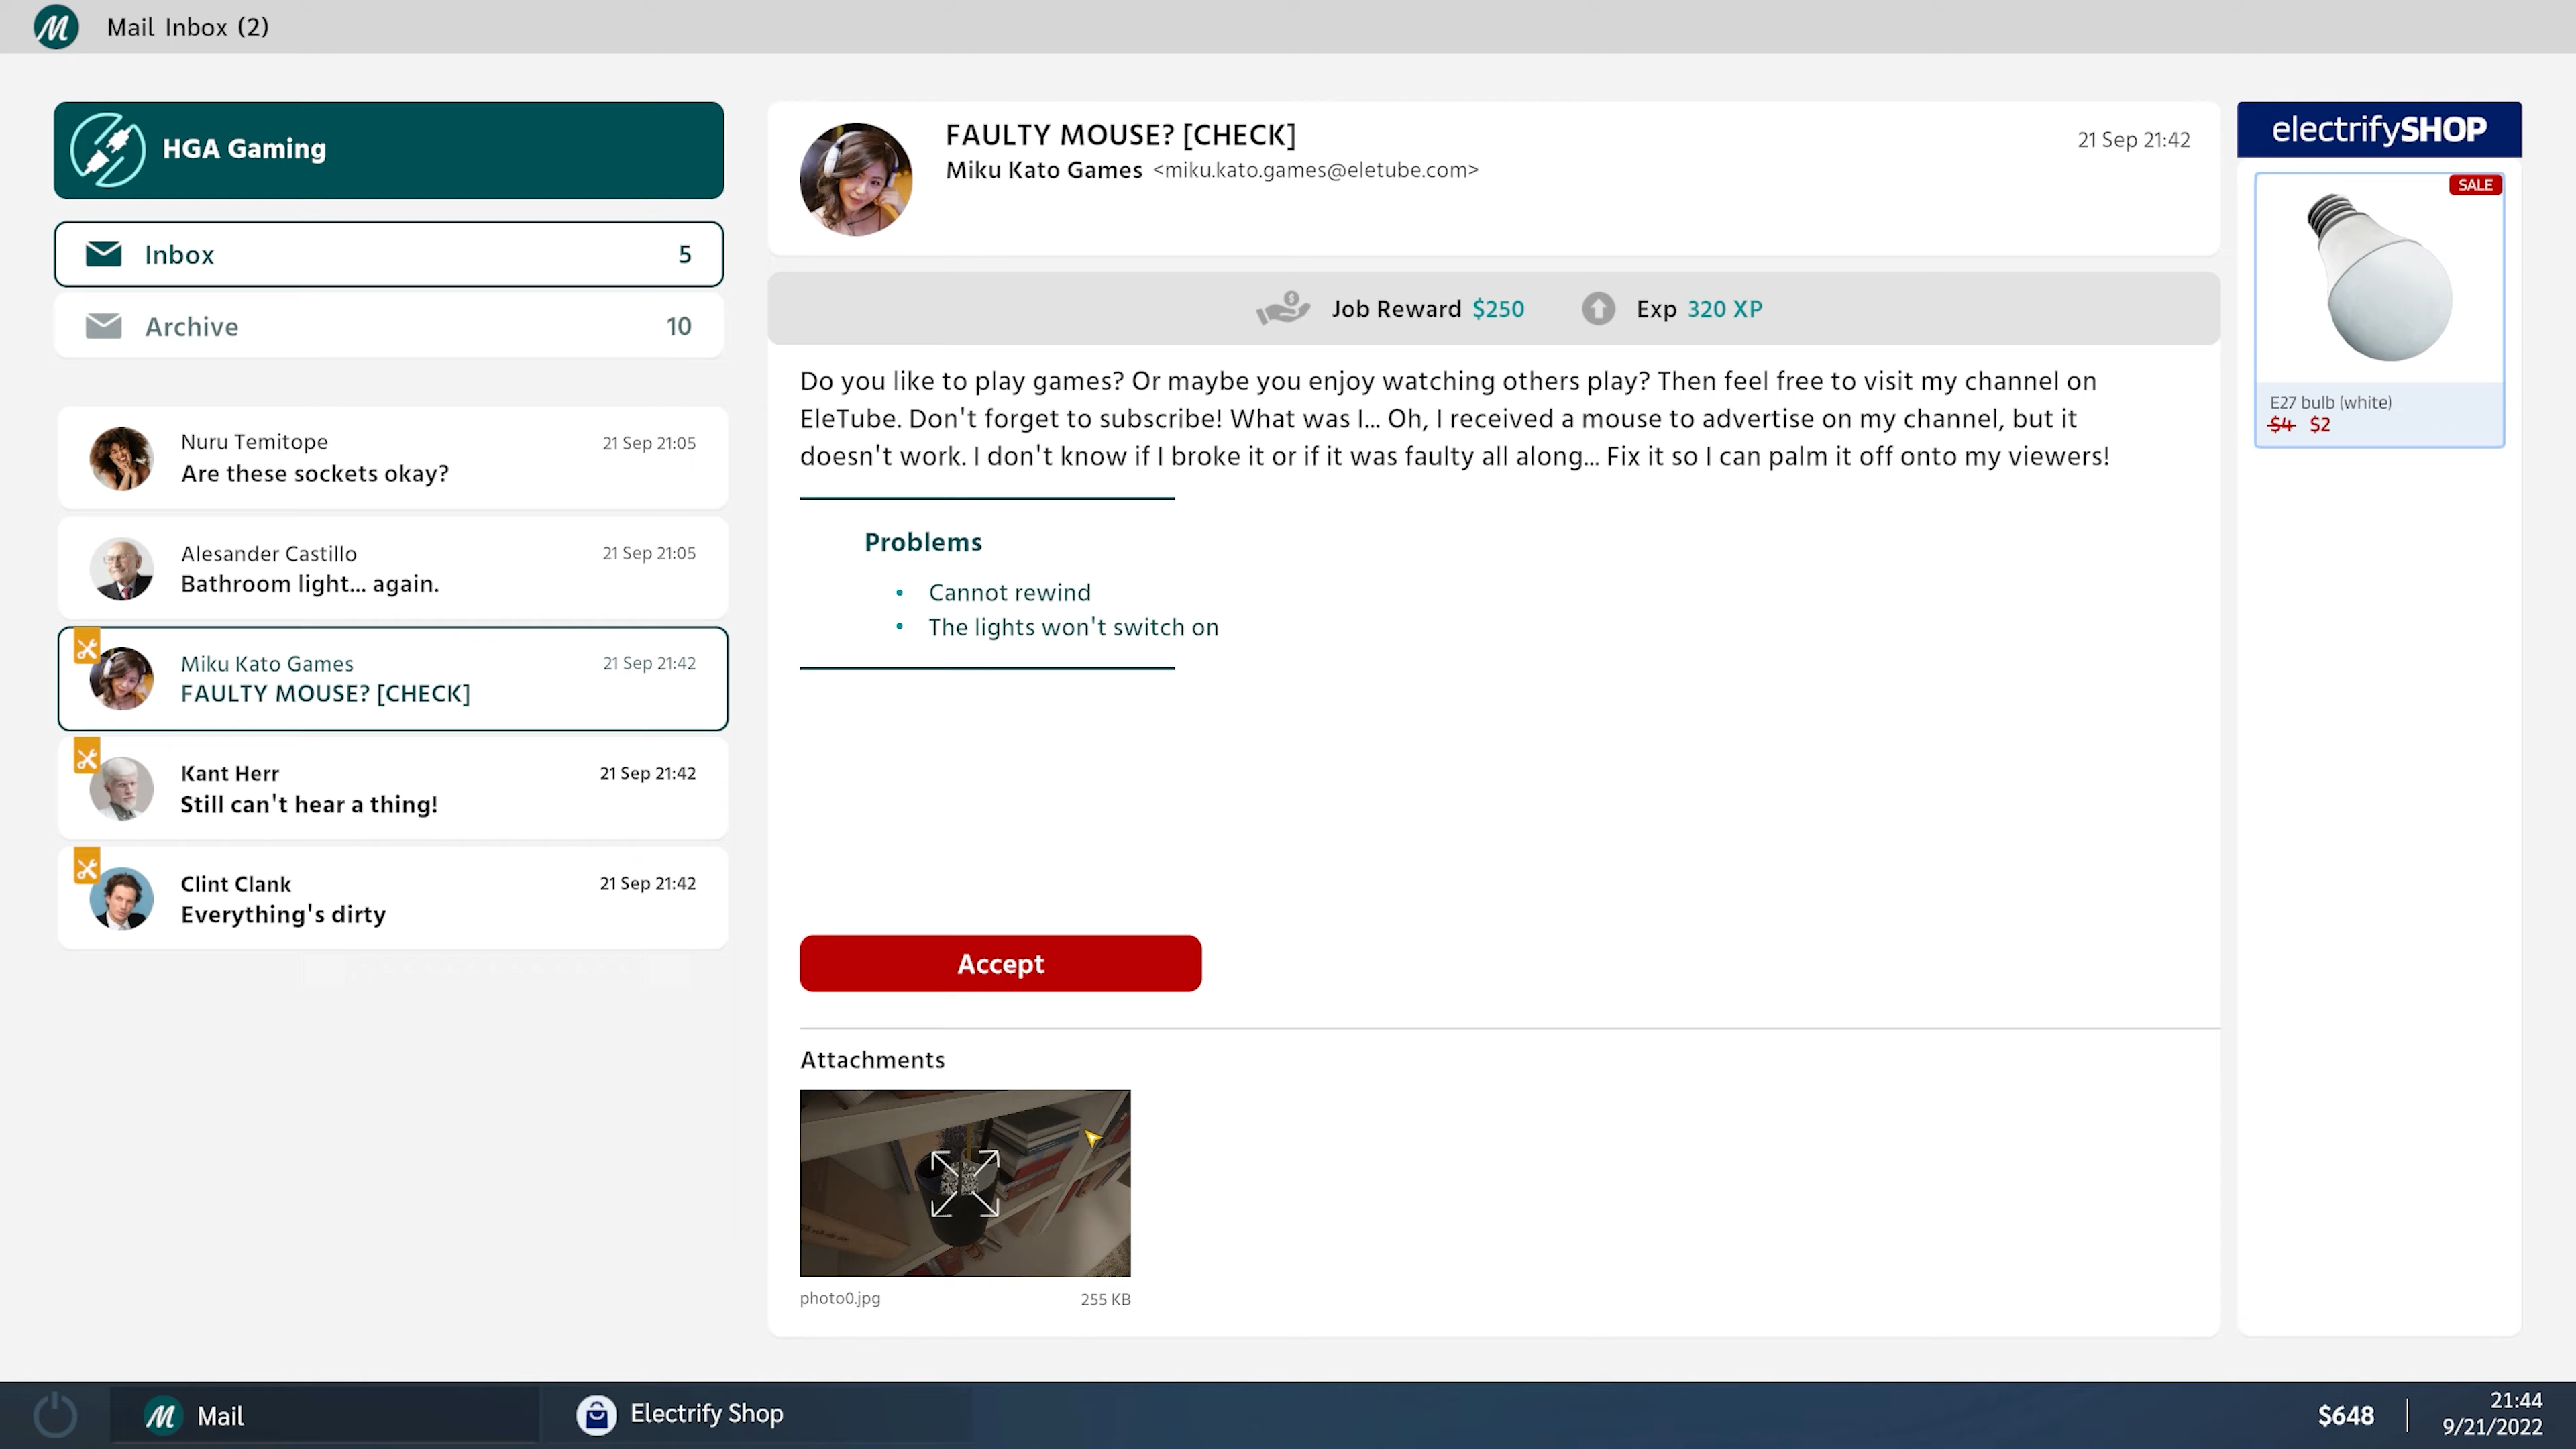 Mail Inbox (2)
HGA Gaming
Inbox 5
Archive 10
Nuru Temitope 21 Sep 21:05
Are these sockets okay?
Alesander Castillo 21 Sep 21:05
Bathroom light... again.
Miku Kato Games 21 Sep 21:42
FAULTY MOUSE? [CHECK]
Kant Herr 21 Sep 21:42
Still can't hear a thing!
Clint Clank 21 Sep 21:42
Everything's dirty
FAULTY MOUSE? [CHECK]
21 Sep 21:42
Miku Kato Games <miku.kato.games@eletube.com>
Job Reward $250 Exp 320 XP
Do you like to play games? Or maybe you enjoy watching others play? Then feel free to visit my channel on
EleTube. Don't forget to subscribe! What was I... Oh, I received a mouse to advertise on my channel, but it
doesn't work. I don't know if I broke it or if it was faulty all along... Fix it so I can palm it off onto my viewers!
Problems
• Cannot rewind
• The lights won't switch on
Accept
Attachments
photo0.jpg 255 KB
electrifySHOP
SALE
E27 bulb (white)
$4 $2
Mail
Electrify Shop
$648
21:44
9/21/2022